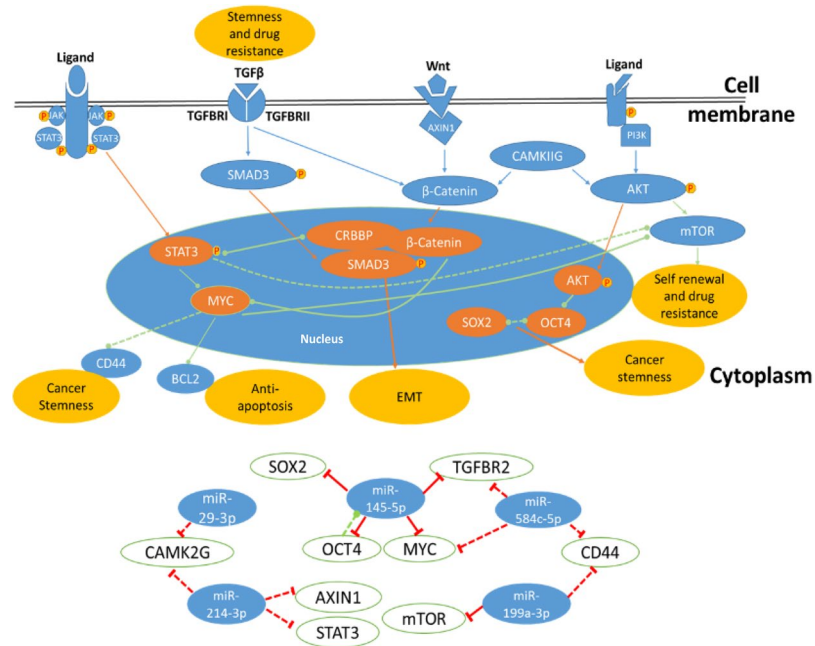 Stemness
and drug
resistance
Ligand
TGFβ
Wnt
Ligand
Cell
membrane
P
JAK
JAK
P
TGFBRI
TGFBRII
P
AXIN1
STAT3
STAT3
PI3K
P
P
CAMKIIG
SMAD3
P
β-Catenin
AKT
P
mTOR
CRBBP
STAT3
P
β-Catenin
SMAD3
P
AKT
P
Self renewal
and drug
resistance
MYC
SOX2
OCT4
Nucleus
CD44
Cancer
stemness
Cytoplasm
BCL2
Cancer
Stemness
Anti-
apoptosis
EMT
SOX2
TGFBR2
miR-
145-5p
miR-
29-3p
miR-
584c-5p
CAMK2G
OCT4
MYC
CD44
miR-
214-3p
AXIN1
miR-
199a-3p
mTOR
STAT3